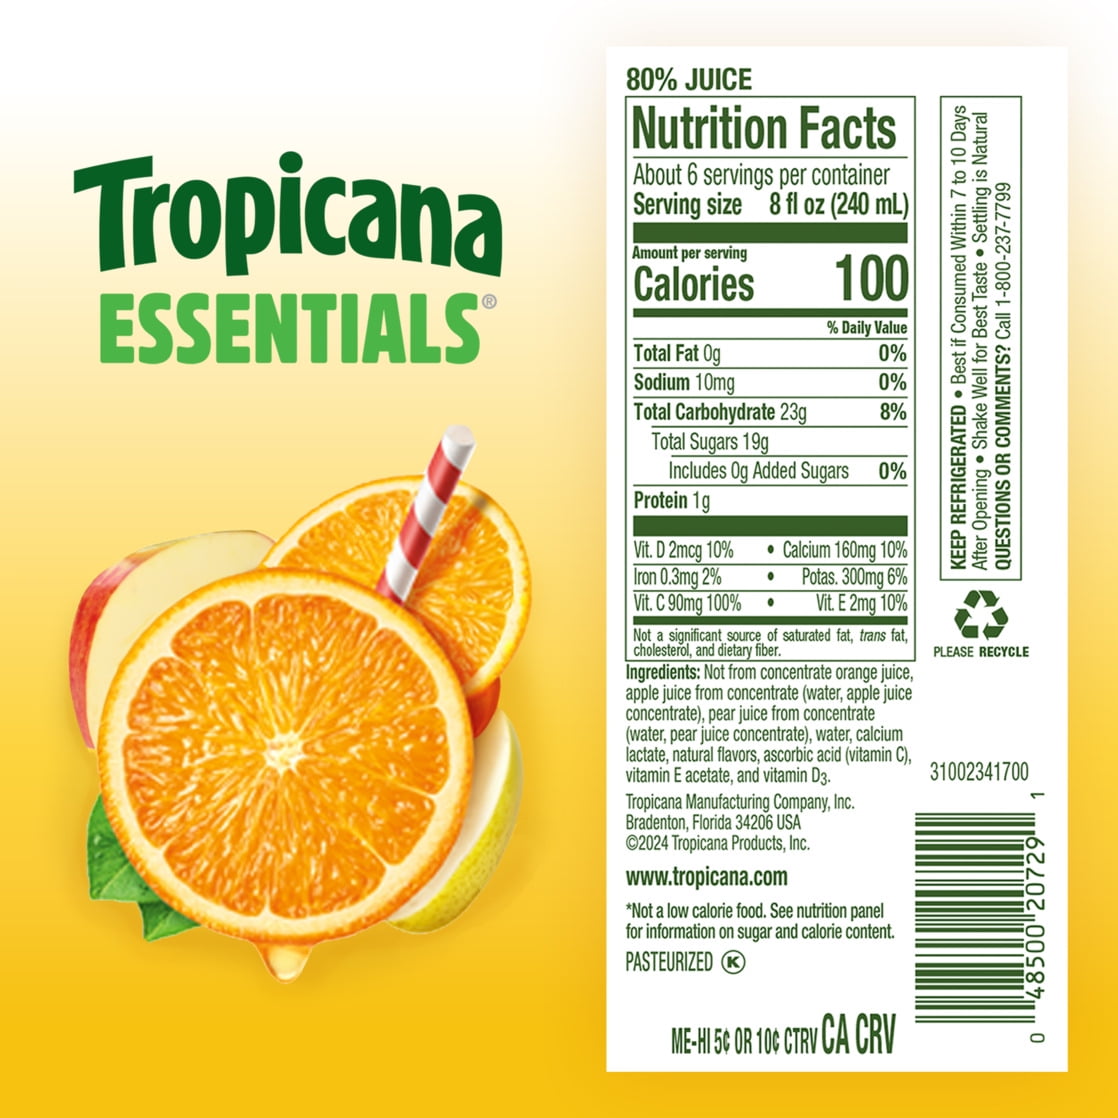 Tropicana
ESSENTIALS®
80% JUICE
Nutrition Facts
About 6 servings per container
Serving size 8 fl oz (240 mL)
Amount per serving
Calories 100
% Daily Value
Total Fat 0g 0%
Sodium 10mg 0%
Total Carbohydrate 23g 8%
Total Sugars 19g
Includes 0g Added Sugars 0%
Protein 1g
Vit. D 2mcg 10% • Calcium 160mg 10%
Iron 0.3mg 2% • Potas. 300mg 6%
Vit. C 90mg 100% • Vit. E 2mg 10%
Not a significant source of saturated fat, trans fat,
cholesterol, and dietary fiber.
Ingredients: Not from concentrate orange juice,
apple juice from concentrate (water, apple juice
concentrate), pear juice from concentrate
(water, pear juice concentrate), water, calcium
lactate, natural flavors, ascorbic acid (vitamin C),
vitamin E acetate, and vitamin D3.
Tropicana Manufacturing Company, Inc.
Bradenton, Florida 34206 USA
©2024 Tropicana Products, Inc.
www.tropicana.com
*Not a low calorie food. See nutrition panel
for information on sugar and calorie content.
PASTEURIZED K
ME-HI 5¢ OR 10¢ CTRV CA CRV
KEEP REFRIGERATED • Best if Consumed Within 7 to 10 Days
After Opening • Shake Well for Best Taste • Settling is Natural
QUESTIONS OR COMMENTS? Call 1-800-237-7799
PLEASE RECYCLE
31002341700
0 48500 20729 1